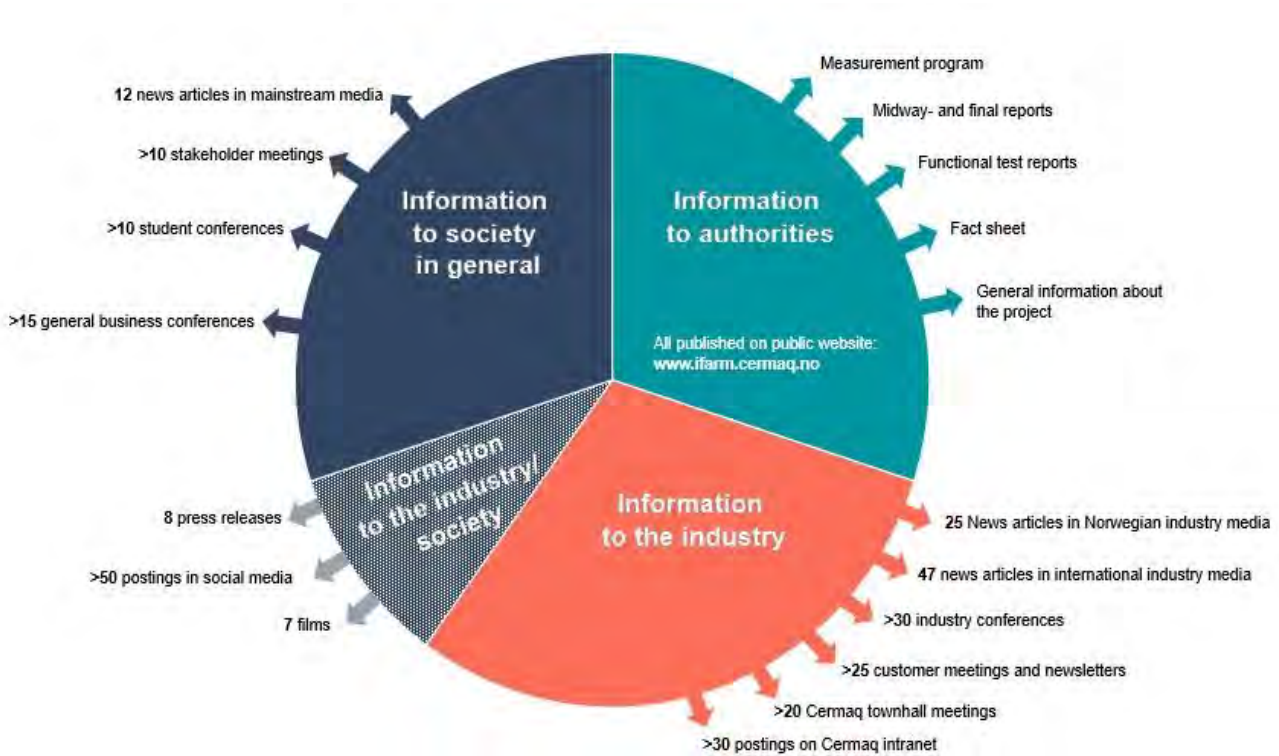 Measurement program
Midway- and final reports
Functional test reports
Fact sheet
General information about
the project
Information
to authorities
All published on public website:
www.ifarm.cermaq.no
12 news articles in mainstream media
>10 stakeholder meetings
>10 student conferences
>15 general business conferences
Information
to society
in general
Information
to the industry/
society
8 press releases
>50 postings in social media
7 films
Information
to the industry
25 News articles in Norwegian industry media
47 news articles in international industry media
>30 industry conferences
>25 customer meetings and newsletters
>20 Cermaq townhall meetings
>30 postings on Cermaq intranet